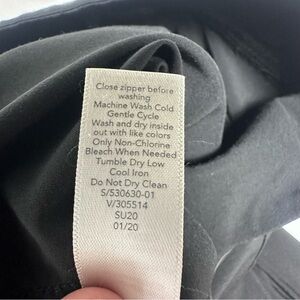 Close zipper before
washing
Machine Wash Cold
Gentle Cycle
Wash and dry inside
out with like colors
Only Non-Chlorine
Bleach When Needed
Tumble Dry Low
Cool Iron
Do Not Dry Clean
S/530630-01
V/305514
SU20
01/20